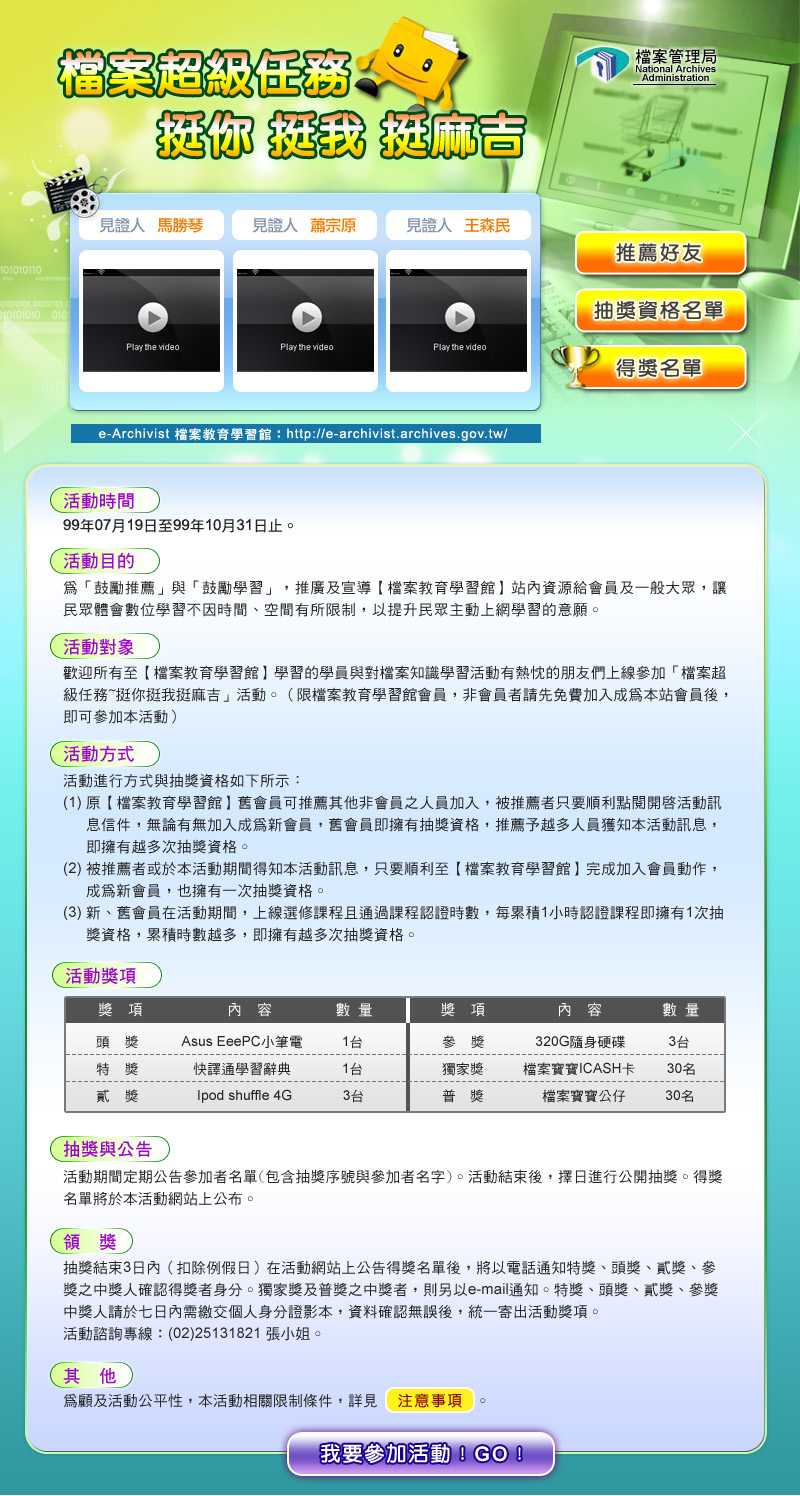 檔案超級任務
挺你 挺我 挺麻吉
檔案管理局
National Archives
Administration
見證人 馬勝琴
見證人 蕭宗原
見證人 王森民
Play the video
Play the video
Play the video
推薦好友
抽獎資格名單
得獎名單
e-Archivist 檔案教育學習館：http://e-archivist.archives.gov.tw/
活動時間
99年07月19日至99年10月31日止。
活動目的
為「鼓勵推薦」與「鼓勵學習」，推廣及宣導【檔案教育學習館】站內資源給會員及一般大眾，讓
民眾體會數位學習不因時間、空間有所限制，以提升民眾主動上網學習的意願。
活動對象
歡迎所有至【檔案教育學習館】學習的學員與對檔案知識學習活動有熱忱的朋友們上線參加「檔案超
級任務~挺你挺我挺麻吉」活動。（限檔案教育學習館會員，非會員者請先免費加入成為本站會員後，
即可參加本活動）
活動方式
活動進行方式與抽獎資格如下所示：
(1) 原【檔案教育學習館】舊會員可推薦其他非會員之人員加入，被推薦者只要順利點閱開啓活動訊
息信件，無論有無加入成為新會員，舊會員即擁有抽獎資格，推薦予越多人員獲知本活動訊息，
即擁有越多次抽獎資格。
(2) 被推薦者或於本活動期間得知本活動訊息，只要順利至【檔案教育學習館】完成加入會員動作，
成為新會員，也擁有一次抽獎資格。
(3) 新、舊會員在活動期間，上線選修課程且通過課程認證時數，每累積1小時認證課程即擁有1次抽
獎資格，累積時數越多，即擁有越多次抽獎資格。
活動獎項
獎 項 內 容 數 量 獎 項 內 容 數 量
頭 獎 Asus EeePC小筆電 1台 參 獎 320G隨身硬碟 3台
特 獎 快譯通學習辭典 1台 獨家獎 檔案寶寶ICASH卡 30名
貳 獎 Ipod shuffle 4G 3台 普 獎 檔案寶寶公仔 30名
抽獎與公告
活動期間定期公告參加者名單(包含抽獎序號與參加者名字)。活動結束後，擇日進行公開抽獎。得獎
名單將於本活動網站上公布。
領 獎
抽獎結束3日內（扣除例假日）在活動網站上公告得獎名單後，將以電話通知特獎、頭獎、貳獎、參
獎之中獎人確認得獎者身分。獨家獎及普獎之中獎者，則另以e-mail通知。特獎、頭獎、貳獎、參獎
中獎人請於七日內需繳交個人身分證影本，資料確認無誤後，統一寄出活動獎項。
活動諮詢專線：(02)25131821 張小姐。
其 他
為顧及活動公平性，本活動相關限制條件，詳見 注意事項 。
我要參加活動！GO！